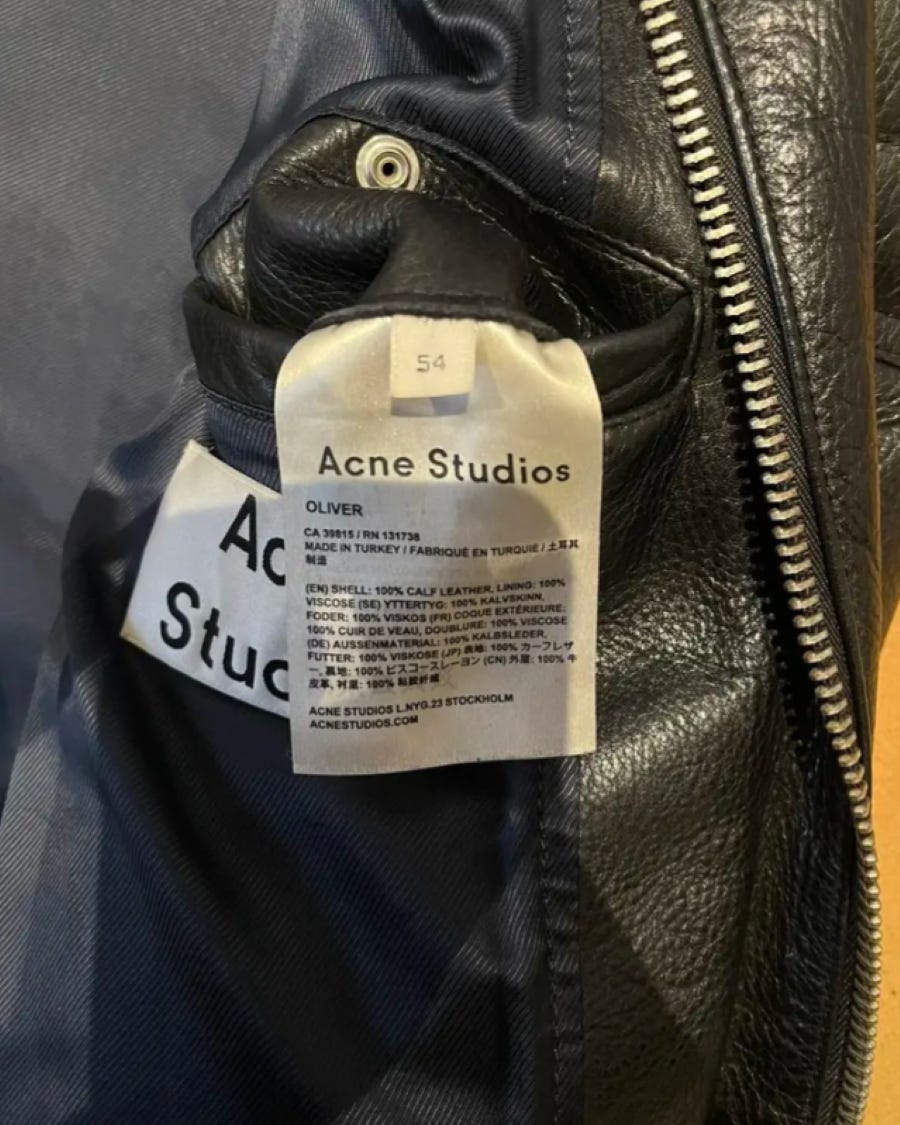 54
Acne Studios
OLIVER
CA 39815 / RN 131738
MADE IN TURKEY / FABRIQUÉ EN TURQUIE / 土耳其
制造
(EN) SHELL: 100% CALF LEATHER, LINING: 100%
VISCOSE (SE) YTTERTYG: 100% KALVSKINN,
FODER: 100% VISKOS (FR) COQUE EXTÉRIEURE:
100% CUIR DE VEAU, DOUBLURE: 100% VISCOSE
(DE) AUSSENMATERIAL: 100% KALBSLEDER,
FUTTER: 100% VISKOSE (JP)表地: 100% カーフレザ
ー, 裏地: 100% ビスコースレーヨン (CN) 外层: 100% 牛
皮革, 衬里: 100% 黏胶纤维
ACNE STUDIOS L.NYG.23 STOCKHOLM
ACNESTUDIOS.COM
Ac
Stuc